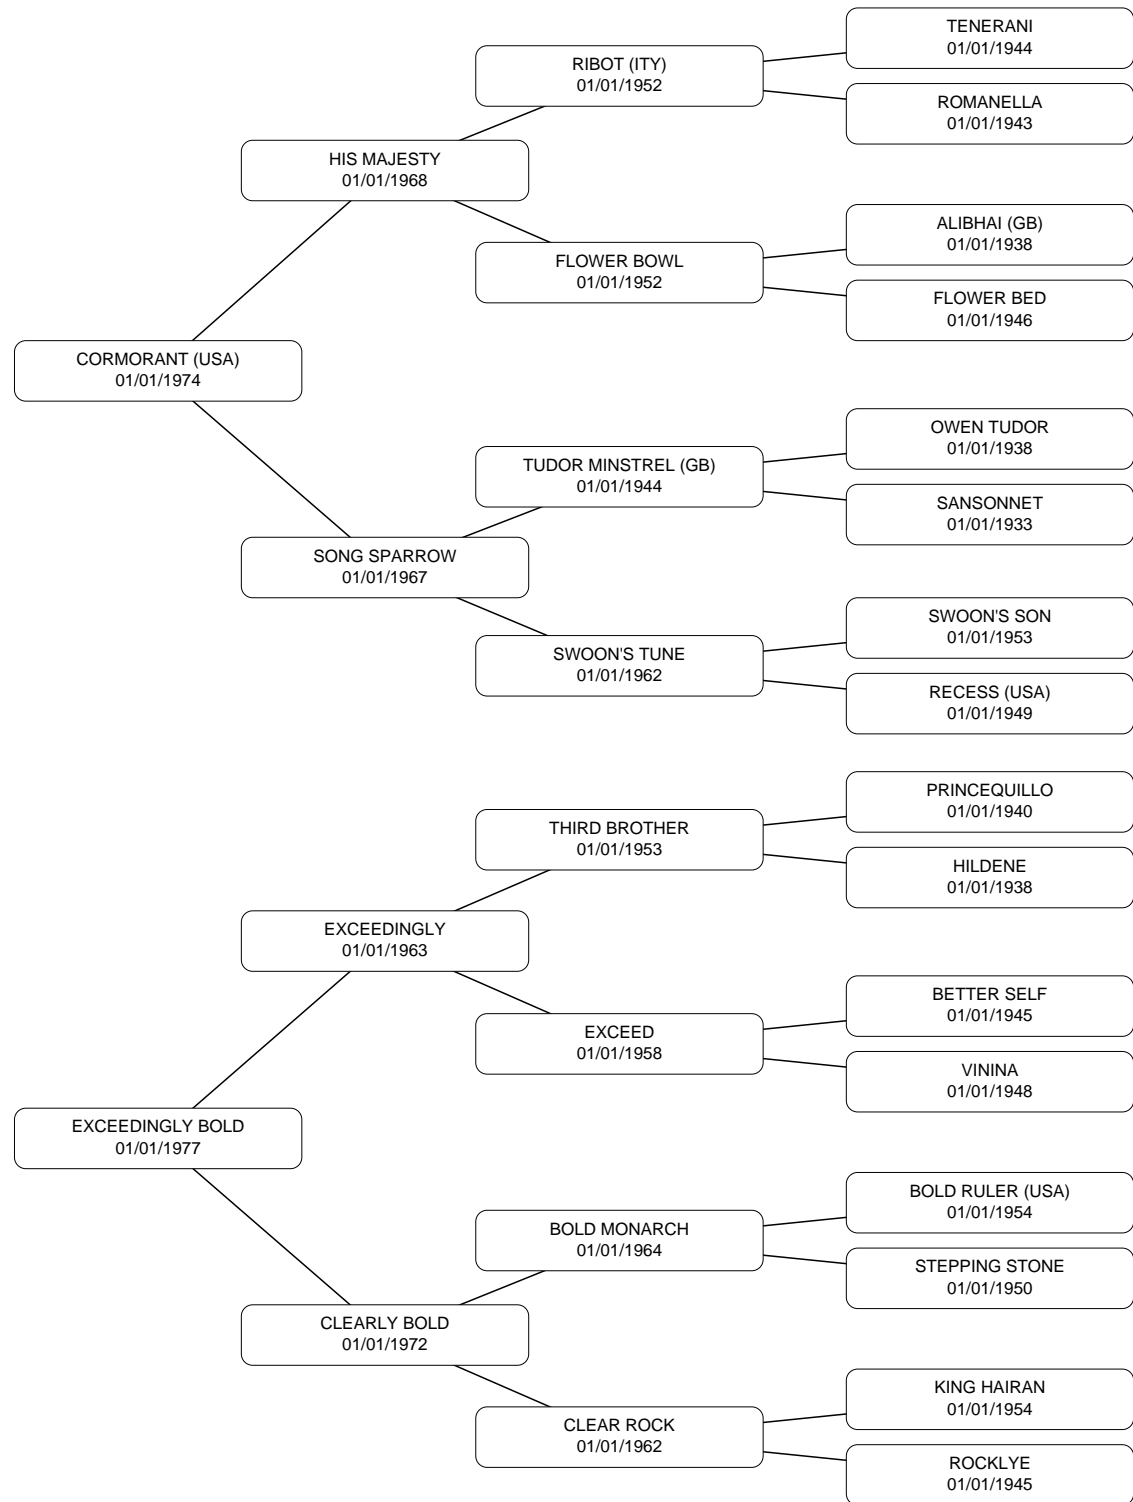 TENERANI
01/01/1944
RIBOT (ITY)
01/01/1952
ROMANELLA
01/01/1943
HIS MAJESTY
01/01/1968
ALIBHAI (GB)
01/01/1938
FLOWER BOWL
01/01/1952
FLOWER BED
01/01/1946
CORMORANT (USA)
01/01/1974
OWEN TUDOR
01/01/1938
TUDOR MINSTREL (GB)
01/01/1944
SANSONNET
01/01/1933
SONG SPARROW
01/01/1967
SWOON'S SON
01/01/1953
SWOON'S TUNE
01/01/1962
RECESS (USA)
01/01/1949
PRINCEQUILLO
01/01/1940
THIRD BROTHER
01/01/1953
HILDENE
01/01/1938
EXCEEDINGLY
01/01/1963
BETTER SELF
01/01/1945
EXCEED
01/01/1958
VININA
01/01/1948
EXCEEDINGLY BOLD
01/01/1977
BOLD RULER (USA)
01/01/1954
BOLD MONARCH
01/01/1964
STEPPING STONE
01/01/1950
CLEARLY BOLD
01/01/1972
KING HAIRAN
01/01/1954
CLEAR ROCK
01/01/1962
ROCKLYE
01/01/1945